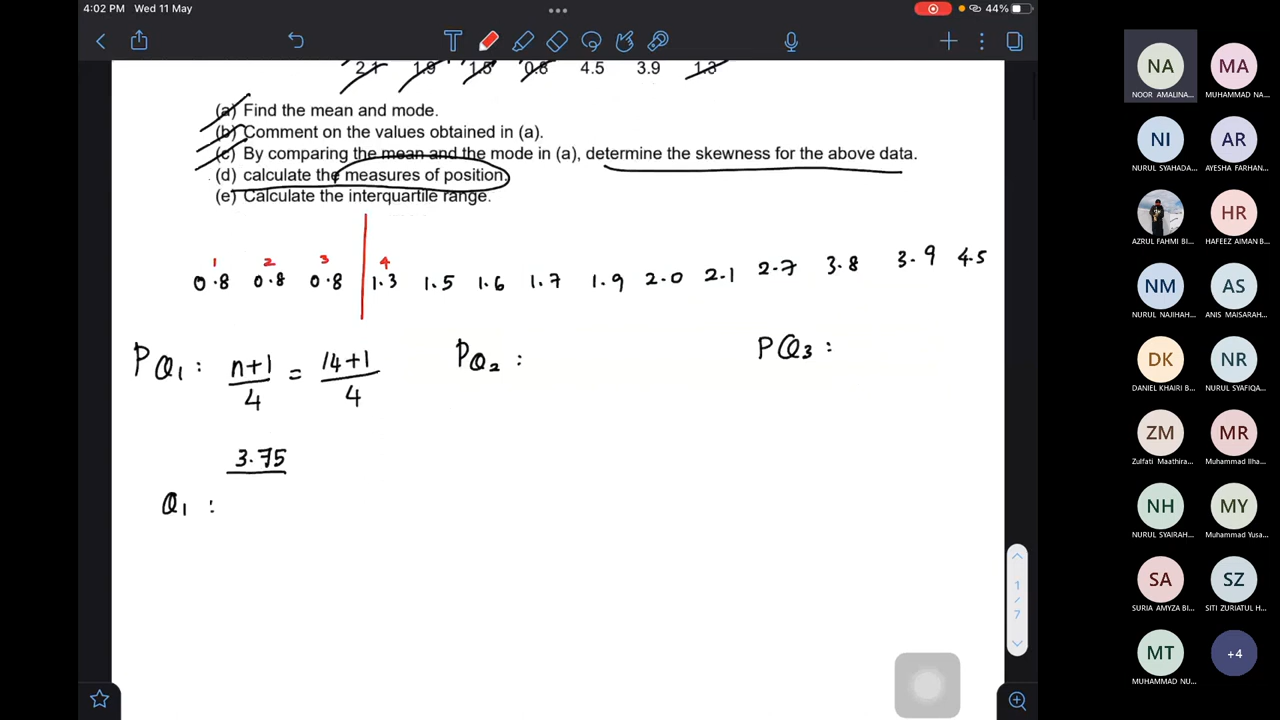 4:02 PM Wed 11 May
44%
2.1 1.9 1.5 0.8 4.5 3.9 1.3
(a) Find the mean and mode.
(b) Comment on the values obtained in (a).
(c) By comparing the mean and the mode in (a), determine the skewness for the above data.
(d) calculate the measures of position.
(e) Calculate the interquartile range.
1 2 3 4
0.8 0.8 0.8 1.3 1.5 1.6 1.7 1.9 2.0 2.1 2.7 3.8 3.9 4.5
PQ1 : n+1/4 = 14+1/4 PQ2 : PQ3 :
3.75
Q1 :
1 / 7
NA MA
NOOR AMALINA... MUHAMMAD NA...
NI AR
NURUL SYAHADA... AYESHA FARHAN...
HR
AZRUL FAHMI BI... HAFEEZ AIMAN B...
NM AS
NURUL NAJIHAH... ANIS MAISARAH...
DK NR
DANIEL KHAIRI B... NURUL SYAFIQA...
ZM MR
Zulfati Maathira... Muhammad Ilha...
NH MY
NURUL SYAIRAH... Muhammad Yusa...
SA SZ
SURIA AMYZA BI... SITI ZURIATUL H...
MT +4
MUHAMMAD NU...